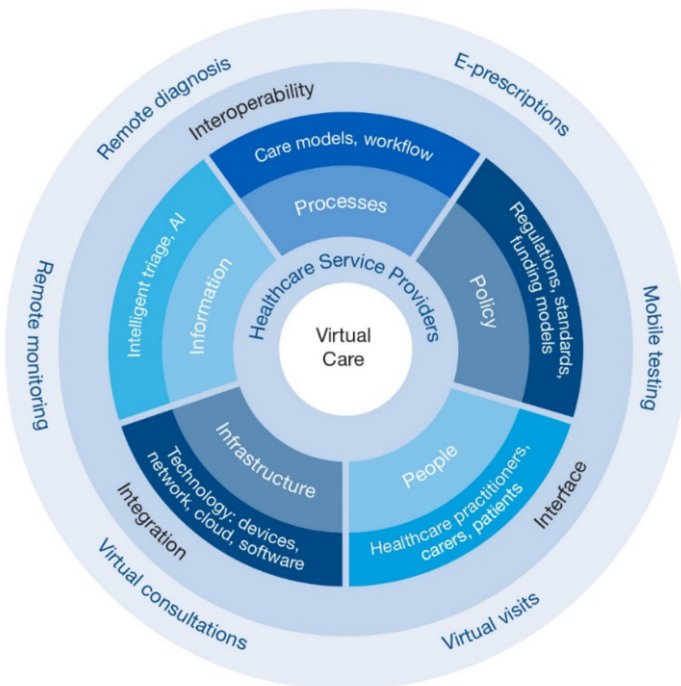 Remote diagnosis
E-prescriptions
Mobile testing
Virtual visits
Virtual consultations
Remote monitoring
Interoperability
Interface
Integration
Care models, workflow
Processes
Regulations, standards,
funding models
Policy
People
Healthcare practitioners,
carers, patients
Infrastructure
Technology: devices,
network, cloud, software
Intelligent triage, AI
Information
Healthcare Service Providers
Virtual
Care